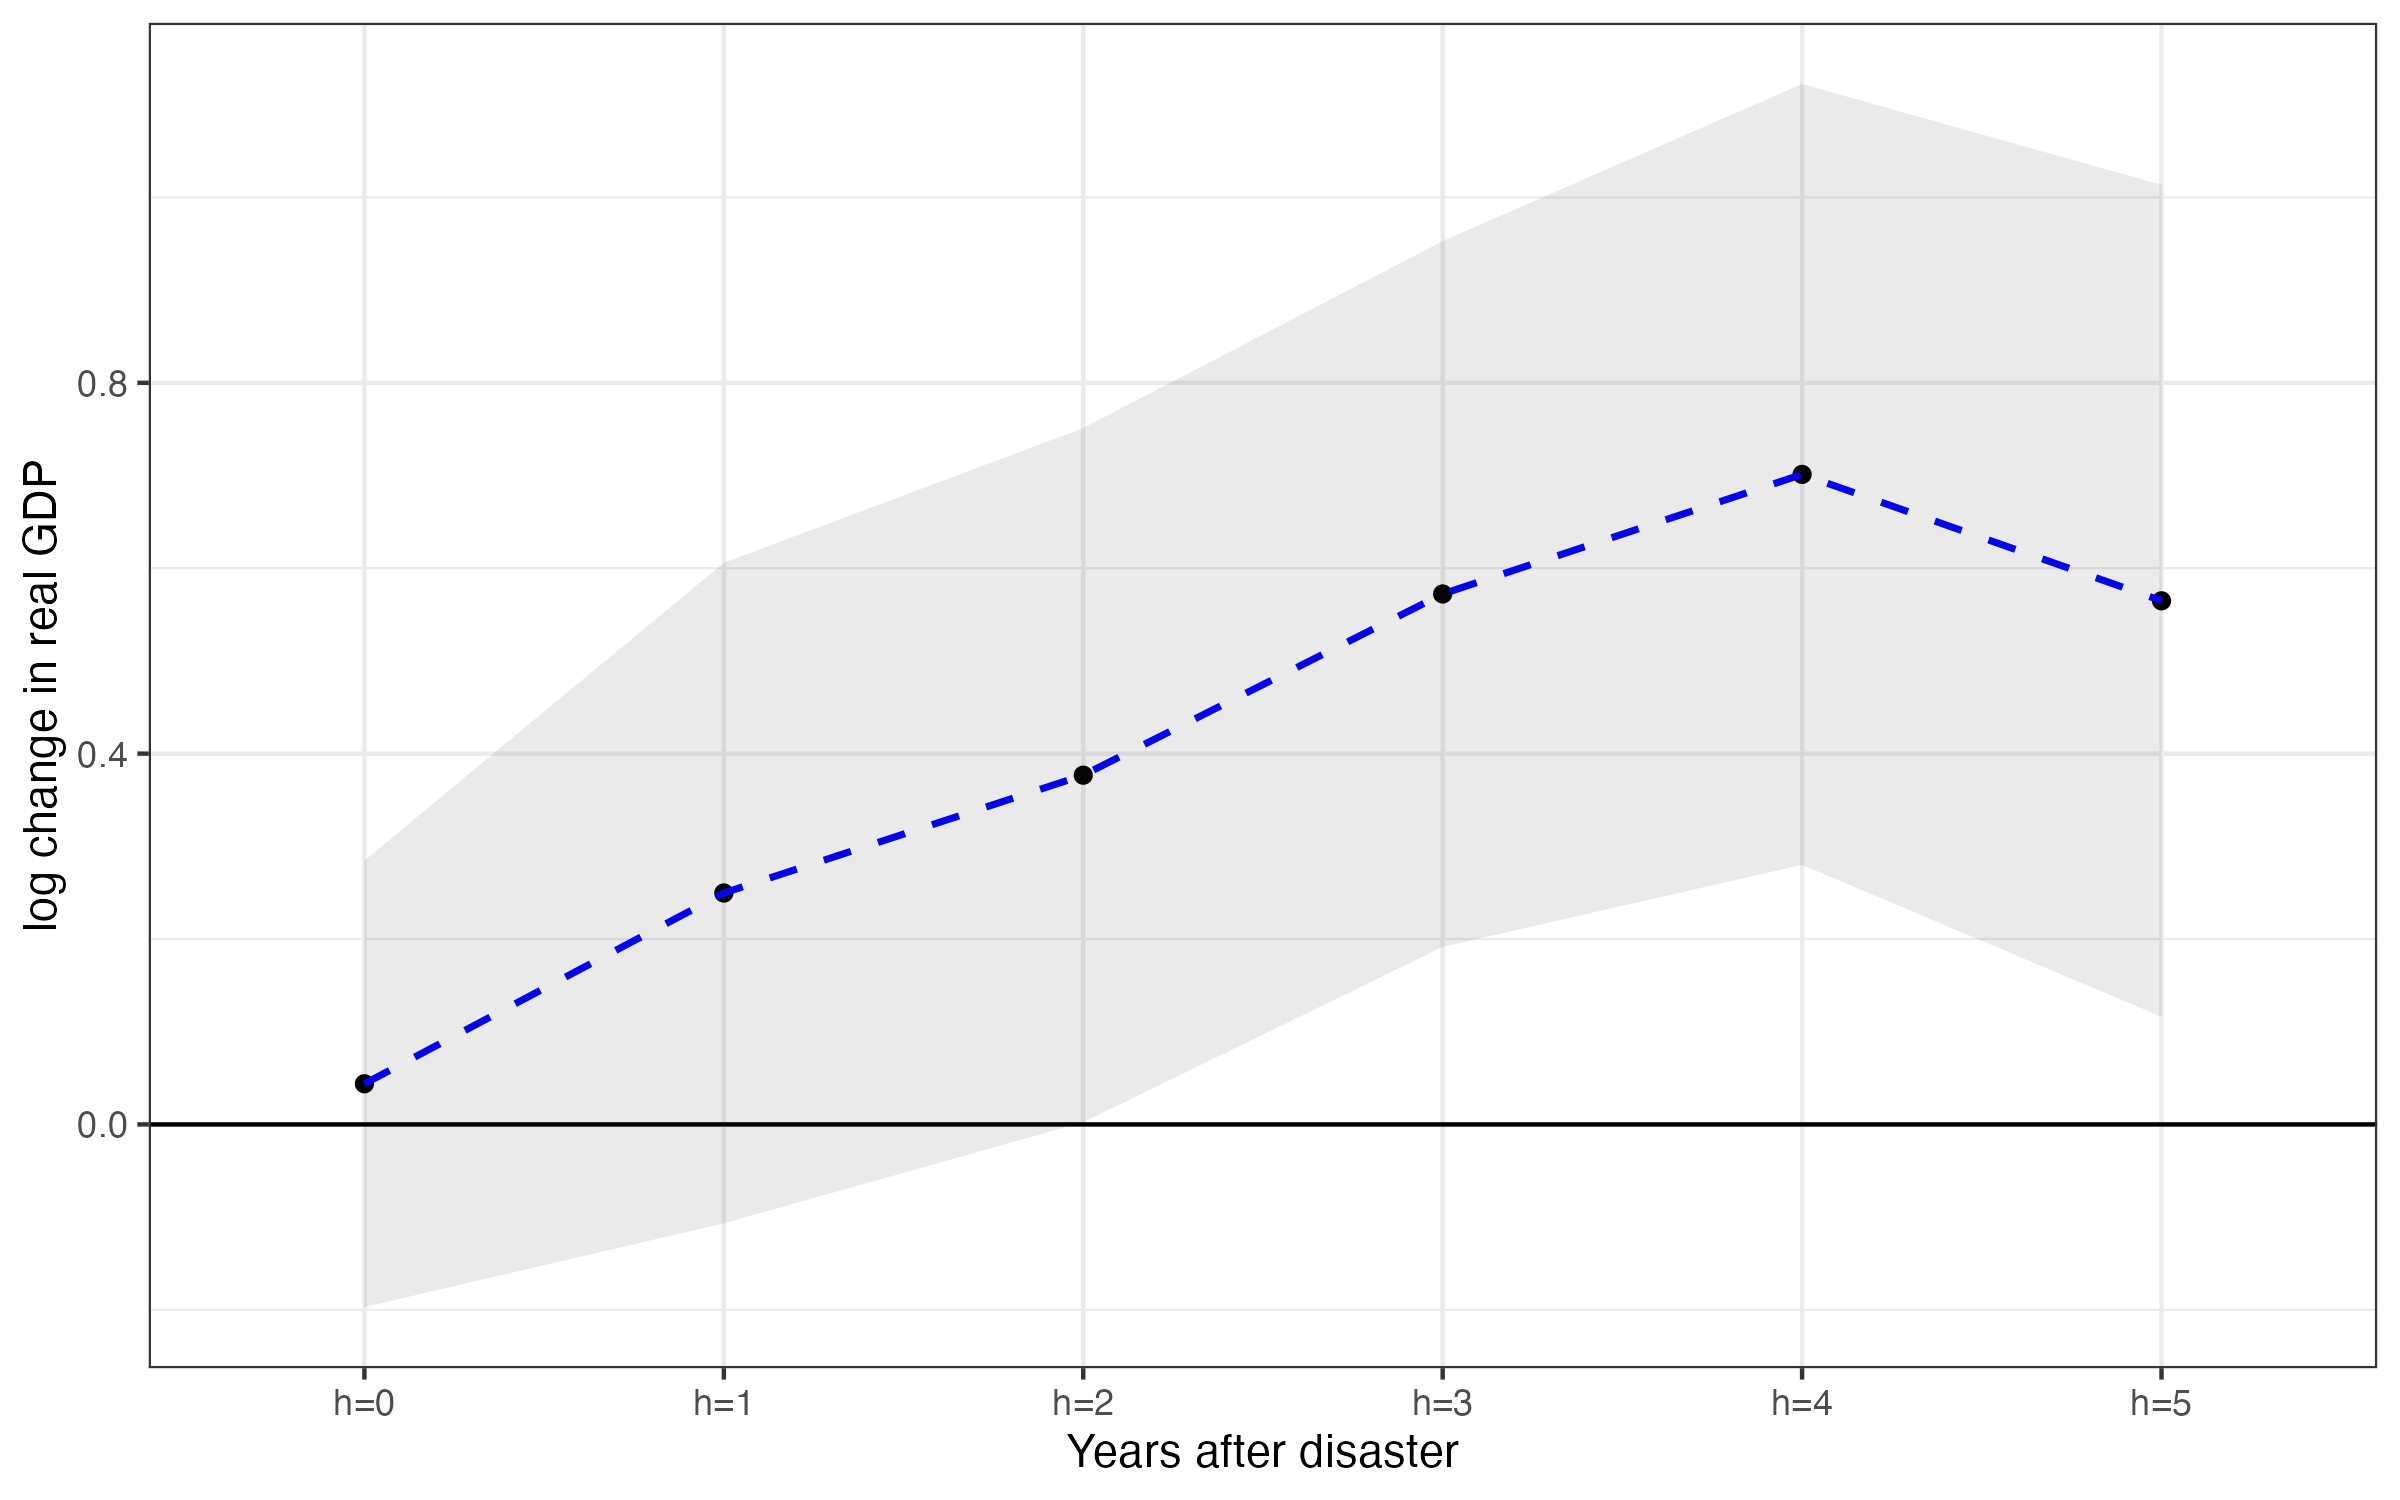 log change in real GDP
0.8
0.4
0.0
h=0 h=1 h=2 h=3 h=4 h=5
Years after disaster